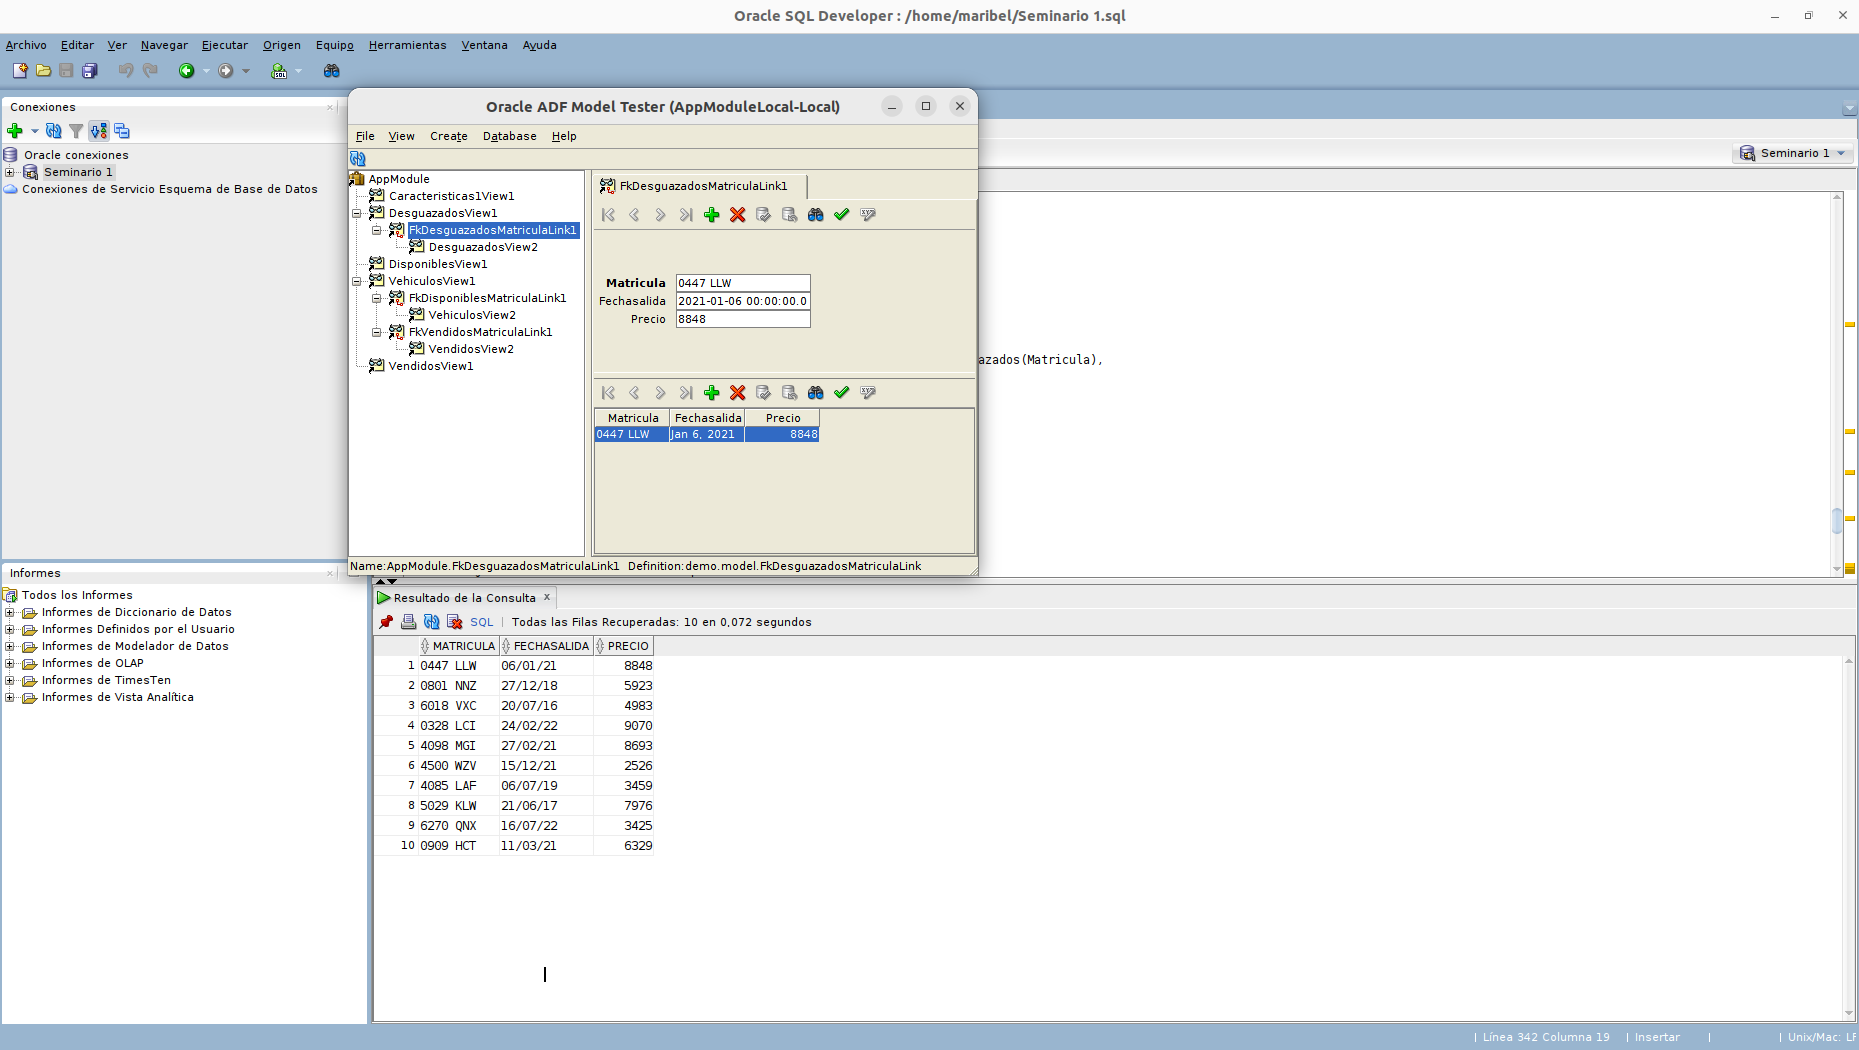 Oracle SQL Developer : /home/maribel/Seminario 1.sql
Archivo Editar Ver Navegar Ejecutar Origen Equipo Herramientas Ventana Ayuda
Conexiones
Oracle conexiones
Seminario 1
Conexiones de Servicio Esquema de Base de Datos
Oracle ADF Model Tester (AppModuleLocal-Local)
File View Create Database Help
AppModule
Caracteristicas1View1
DesguazadosView1
FkDesguazadosMatriculaLink1
DesguazadosView2
DisponiblesView1
VehiculosView1
FkDisponiblesMatriculaLink1
VehiculosView2
FkVendidosMatriculaLink1
VendidosView2
VendidosView1
FkDesguazadosMatriculaLink1
Matricula 0447 LLW
Fechasalida 2021-01-06 00:00:00.0
Precio 8848
Matricula Fechasalida Precio
0447 LLW Jan 6, 2021 8848
Name:AppModule.FkDesguazadosMatriculaLink1 Definition:demo.model.FkDesguazadosMatriculaLink
Seminario 1
azados(Matricula),
Informes
Todos los Informes
Informes de Diccionario de Datos
Informes Definidos por el Usuario
Informes de Modelador de Datos
Informes de OLAP
Informes de TimesTen
Informes de Vista Analítica
Resultado de la Consulta
SQL | Todas las Filas Recuperadas: 10 en 0,072 segundos
MATRICULA FECHASALIDA PRECIO
1 0447 LLW 06/01/21 8848
2 0801 NNZ 27/12/18 5923
3 6018 VXC 20/07/16 4983
4 0328 LCI 24/02/22 9070
5 4098 MGI 27/02/21 8693
6 4500 WZV 15/12/21 2526
7 4085 LAF 06/07/19 3459
8 5029 KLW 21/06/17 7976
9 6270 QNX 16/07/22 3425
10 0909 HCT 11/03/21 6329
| Línea 342 Columna 19 | Insertar | | Unix/Mac: LF